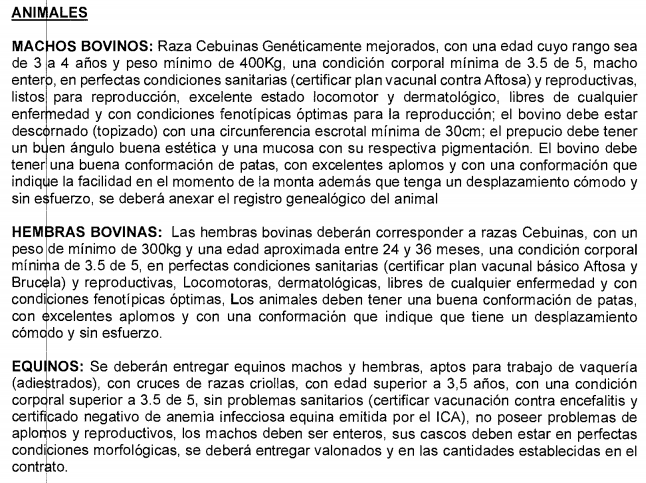 ANIMALES
MACHOS BOVINOS: Raza Cebuinas Genéticamente mejorados, con una edad cuyo rango sea
de 3 a 4 años y peso mínimo de 400Kg, una condición corporal mínima de 3.5 de 5, macho
entero, en perfectas condiciones sanitarias (certificar plan vacunal contra Aftosa) y reproductivas,
listos para reproducción, excelente estado locomotor y dermatológico, libres de cualquier
enfermedad y con condiciones fenotípicas óptimas para la reproducción; el bovino debe estar
descornado (topizado) con una circunferencia escrotal mínima de 30cm; el prepucio debe tener
un buen ángulo buena estética y una mucosa con su respectiva pigmentación. El bovino debe
tener una buena conformación de patas, con excelentes aplomos y con una conformación que
indique la facilidad en el momento de la monta además que tenga un desplazamiento cómodo y
sin esfuerzo, se deberá anexar el registro genealógico del animal
HEMBRAS BOVINAS: Las hembras bovinas deberán corresponder a razas Cebuinas, con un
peso de mínimo de 300kg y una edad aproximada entre 24 y 36 meses, una condición corporal
mínima de 3.5 de 5, en perfectas condiciones sanitarias (certificar plan vacunal básico Aftosa y
Brucela) y reproductivas, Locomotoras, dermatológicas, libres de cualquier enfermedad y con
condiciones fenotípicas óptimas, Los animales deben tener una buena conformación de patas,
con excelentes aplomos y con una conformación que indique que tiene un desplazamiento
cómodo y sin esfuerzo.
EQUINOS: Se deberán entregar equinos machos y hembras, aptos para trabajo de vaquería
(adiestrados), con cruces de razas criollas, con edad superior a 3,5 años, con una condición
corporal superior a 3.5 de 5, sin problemas sanitarios (certificar vacunación contra encefalitis y
certificado negativo de anemia infecciosa equina emitida por el ICA), no poseer problemas de
aplomos y reproductivos, los machos deben ser enteros, sus cascos deben estar en perfectas
condiciones morfológicas, se deberá entregar valonados y en las cantidades establecidas en el
contrato.